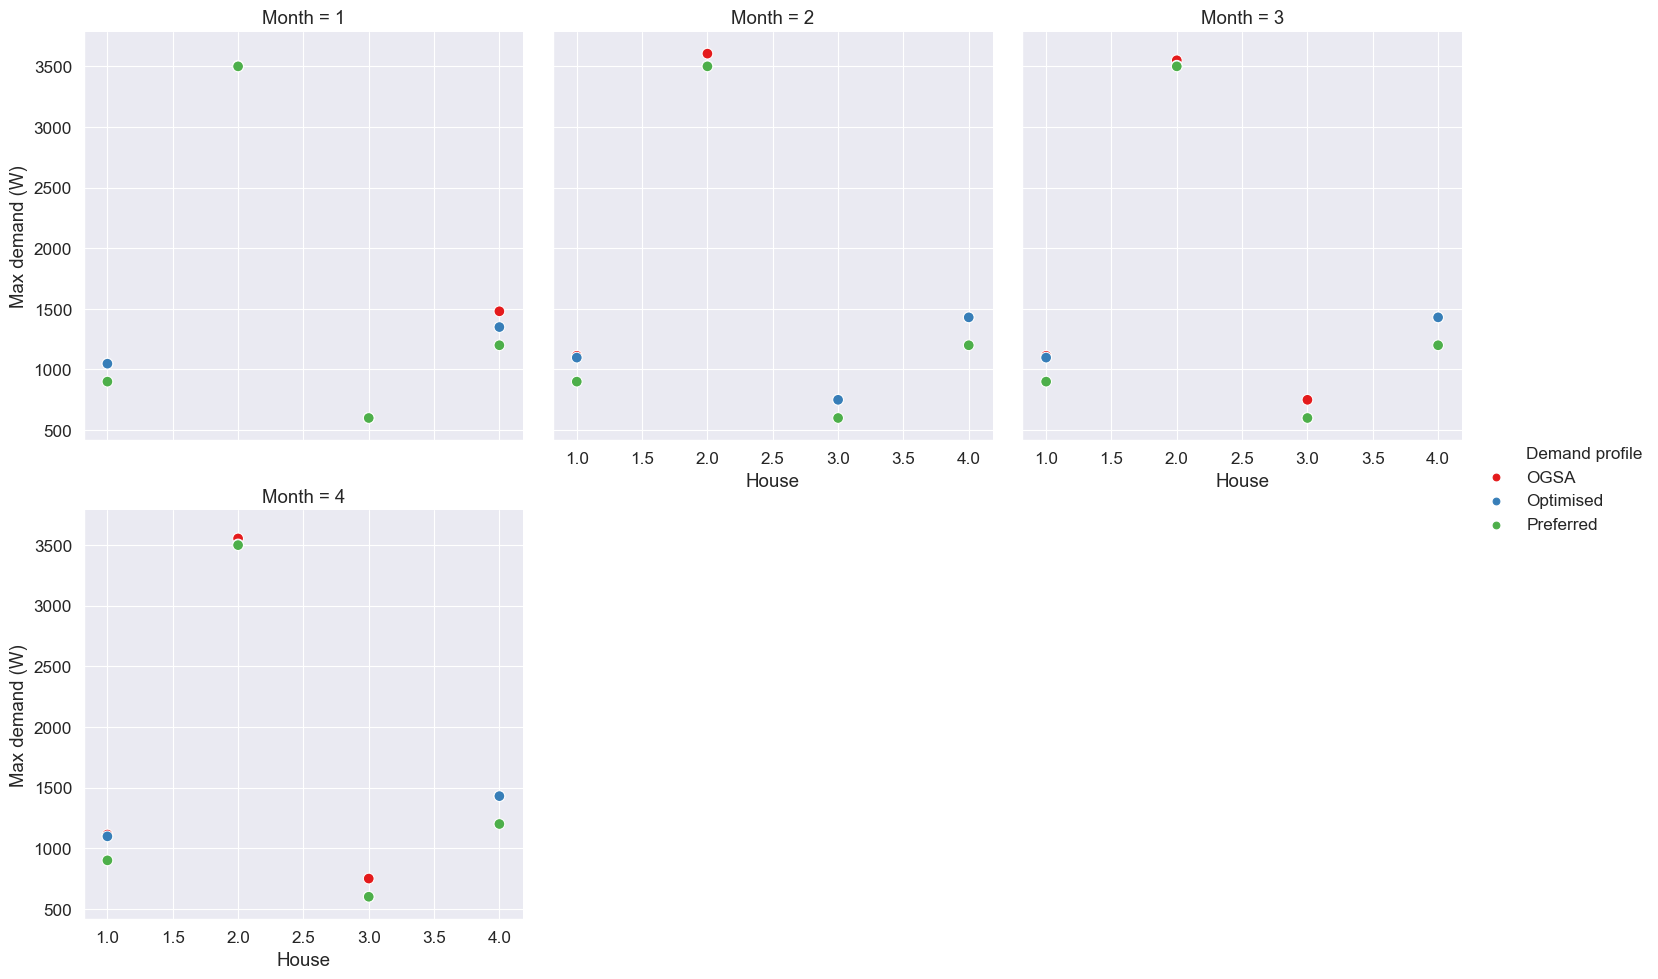 Month = 1
Month = 2
Month = 3
3500
3000
2500
2000
1500
1000
500
Max demand (W)
1.0 1.5 2.0 2.5 3.0 3.5 4.0
House
1.0 1.5 2.0 2.5 3.0 3.5 4.0
House
Demand profile
OGSA
Optimised
Preferred
Month = 4
3500
3000
2500
2000
1500
1000
500
Max demand (W)
1.0 1.5 2.0 2.5 3.0 3.5 4.0
House